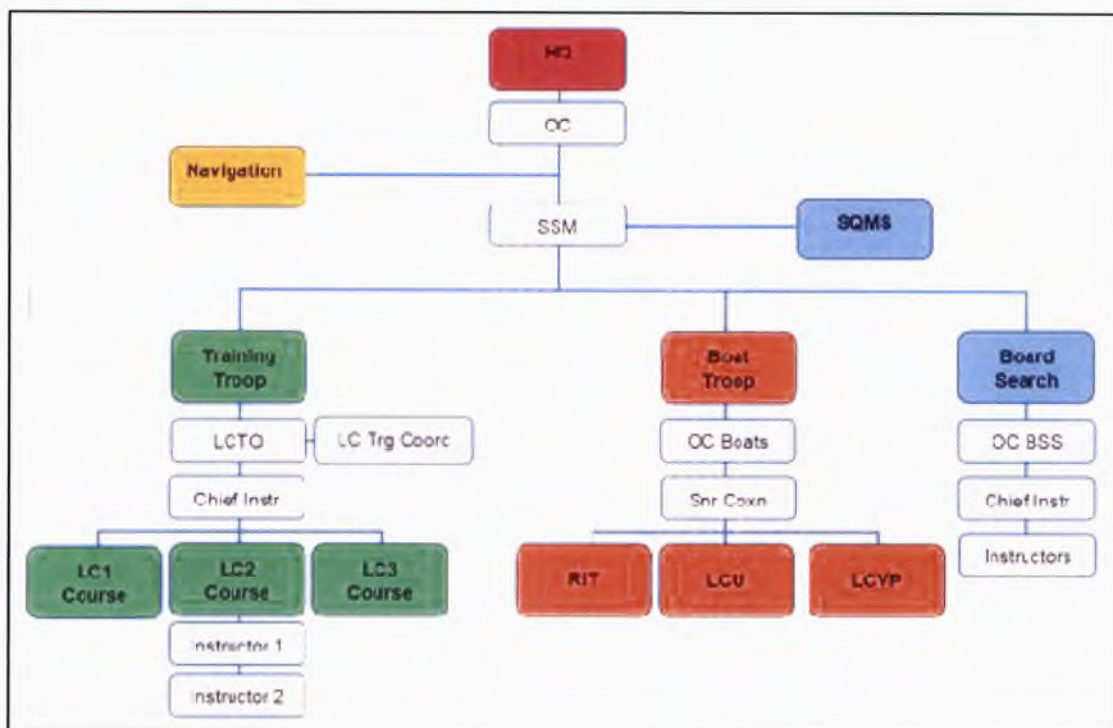 HQ
OC
Navigation
SSM
SQMS
Training
Troop
Boat
Troop
Board
Search
LCTO
LC Trg Coord
OC Boats
OC BSS
Chief Instr
Snr Coxn
Chief Instr
LC1
Course
LC2
Course
LC3
Course
RIT
LCU
LCVP
Instructors
Instructor 1
Instructor 2